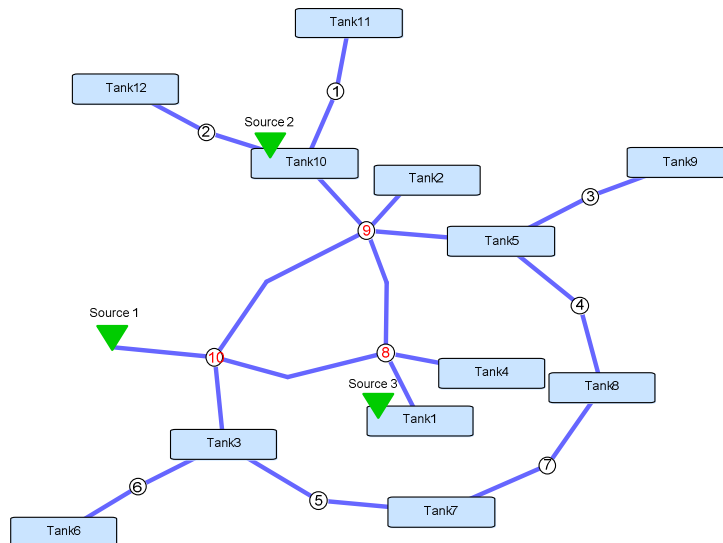 Tank11
1
Tank12
Source 2
2
Tank10
Tank9
Tank2
3
9
Tank5
4
Source 1
10
8
Tank4
Source 3
Tank8
Tank1
Tank3
7
6
5
Tank7
Tank6